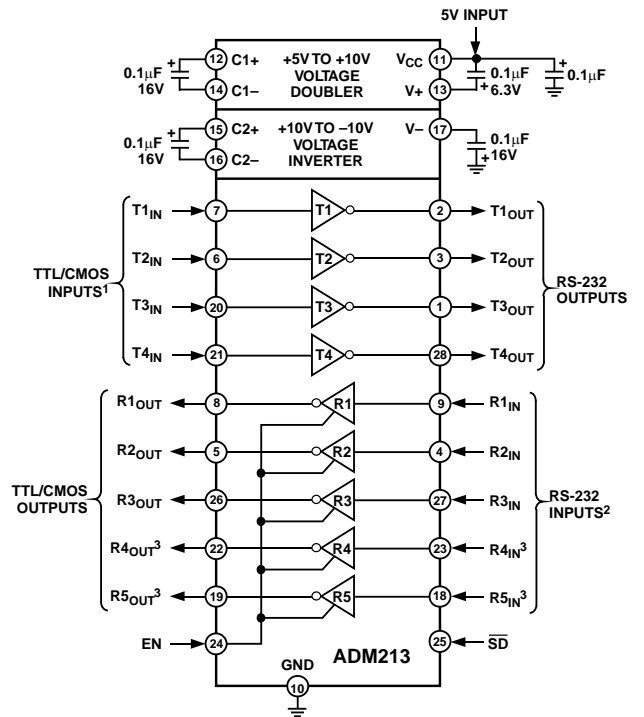 5V INPUT
12 C1+ +5V TO +10V VCC 11
0.1µF 16V VOLTAGE 0.1µF 6.3V 0.1µF
14 C1– DOUBLER V+ 13
15 C2+ +10V TO –10V V– 17
0.1µF 16V VOLTAGE 0.1µF 16V
16 C2– INVERTER
T1IN 7 T1 2 T1OUT
T2IN 6 T2 3 T2OUT
TTL/CMOS INPUTS1 RS-232 OUTPUTS
T3IN 20 T3 1 T3OUT
T4IN 21 T4 28 T4OUT
R1OUT 8 R1 9 R1IN
R2OUT 5 R2 4 R2IN
TTL/CMOS OUTPUTS R3OUT 26 R3 27 R3IN RS-232 INPUTS2
R4OUT3 22 R4 23 R4IN3
R5OUT3 19 R5 18 R5IN3
EN 24 ADM213 25 SD
GND
10